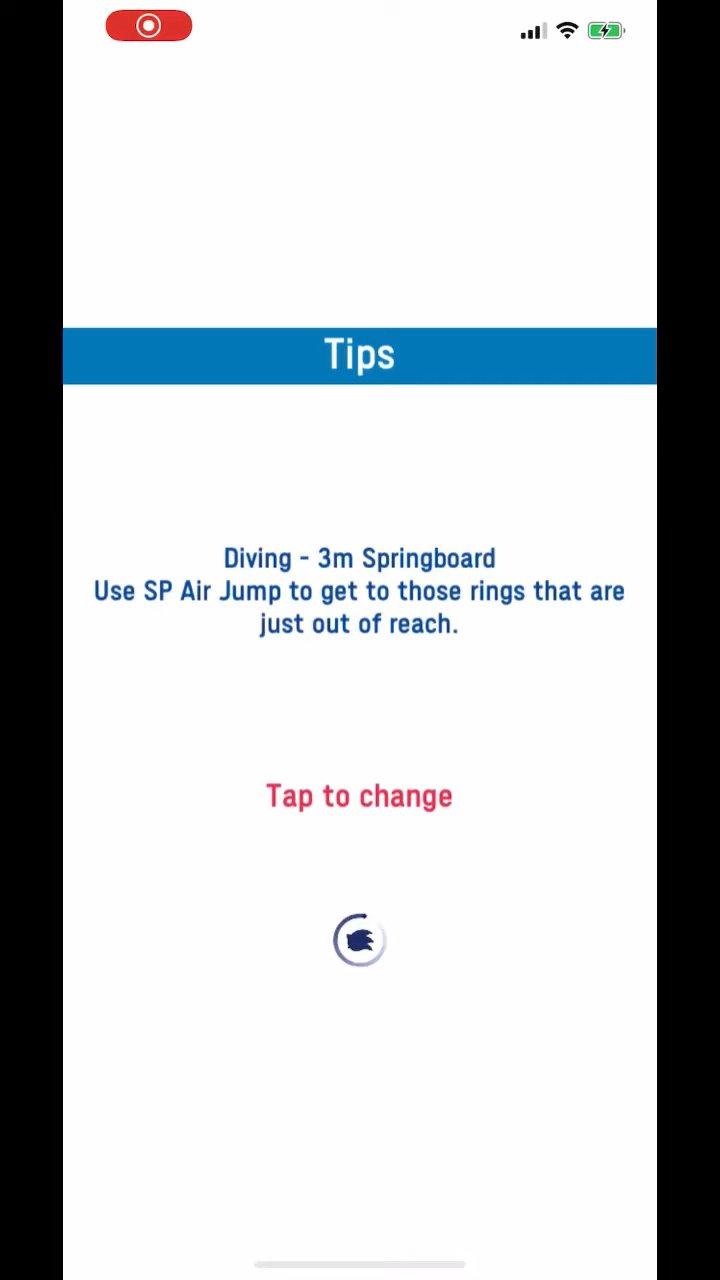 Tips
Diving - 3m Springboard
Use SP Air Jump to get to those rings that are
just out of reach.
Tap to change